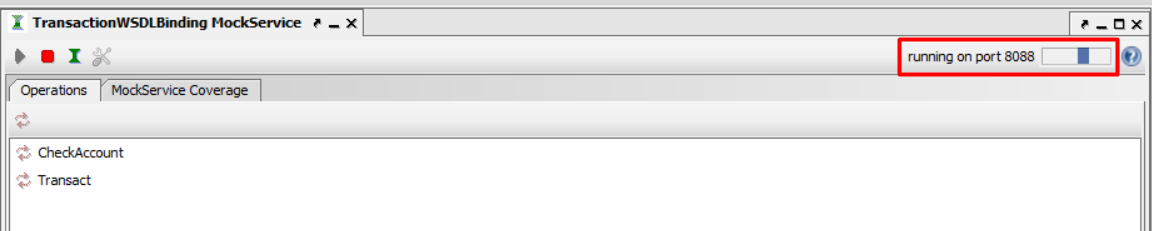 TransactionWSDLBinding MockService
running on port 8088
Operations
MockService Coverage
CheckAccount
Transact